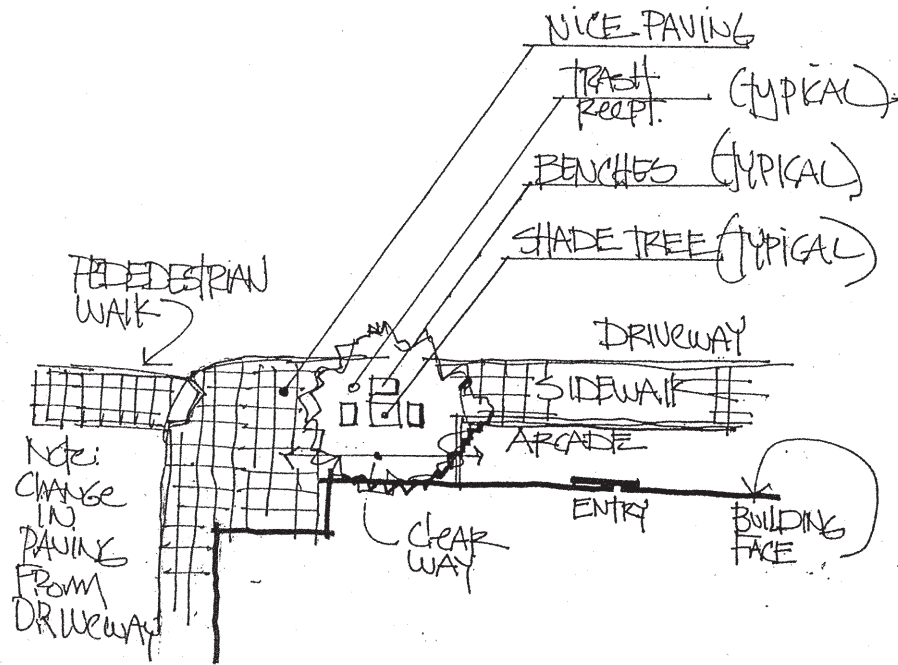 NICE PAVING
TRASH
RCEPT. (TYPICAL)
BENCHES (TYPICAL)
SHADE TREE (TYPICAL)
PEDEDESTRIAN
WALK
DRIVEWAY
SIDEWALK
ARCADE
ENTRY
BUILDING
FACE
CLEAR
WAY
Note:
CHANGE
IN
PAVING
FROM
DRIVEWAY